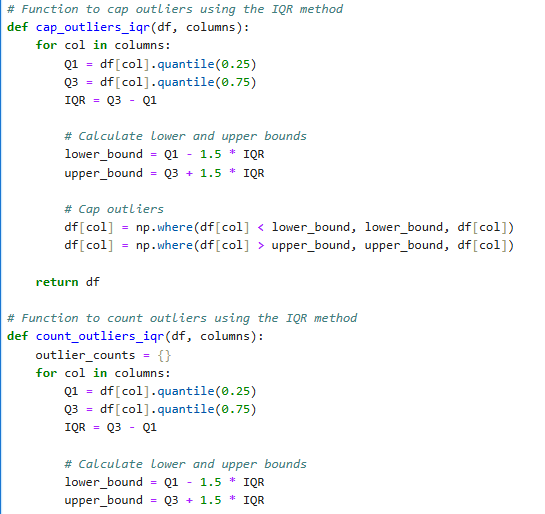 # Function to cap outliers using the IQR method
def cap_outliers_iqr(df, columns):
    for col in columns:
        Q1 = df[col].quantile(0.25)
        Q3 = df[col].quantile(0.75)
        IQR = Q3 - Q1

        # Calculate lower and upper bounds
        lower_bound = Q1 - 1.5 * IQR
        upper_bound = Q3 + 1.5 * IQR

        # Cap outliers
        df[col] = np.where(df[col] < lower_bound, lower_bound, df[col])
        df[col] = np.where(df[col] > upper_bound, upper_bound, df[col])

    return df

# Function to count outliers using the IQR method
def count_outliers_iqr(df, columns):
    outlier_counts = {}
    for col in columns:
        Q1 = df[col].quantile(0.25)
        Q3 = df[col].quantile(0.75)
        IQR = Q3 - Q1

        # Calculate lower and upper bounds
        lower_bound = Q1 - 1.5 * IQR
        upper_bound = Q3 + 1.5 * IQR